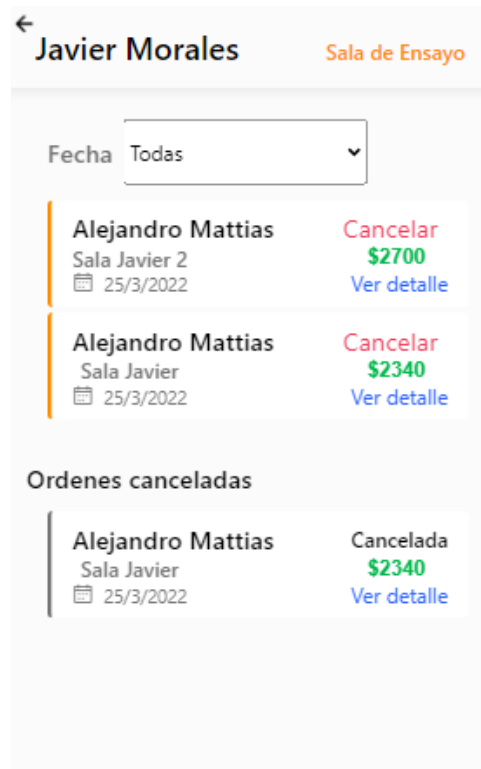 Javier Morales
Sala de Ensayo
Fecha Todas
Alejandro Mattias Cancelar
Sala Javier 2 $2700
25/3/2022 Ver detalle
Alejandro Mattias Cancelar
Sala Javier $2340
25/3/2022 Ver detalle
Ordenes canceladas
Alejandro Mattias Cancelada
Sala Javier $2340
25/3/2022 Ver detalle